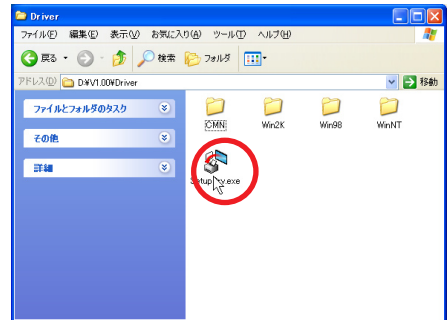 Driver
ファイル(F) 編集(E) 表示(V) お気に入り(A) ツール(T) ヘルプ(H)
戻る 検索 フォルダ
アドレス(D) D:¥V1.00¥Driver 移動
ファイルとフォルダのタスク
その他
詳細
CMN Win2K Win98 WinNT